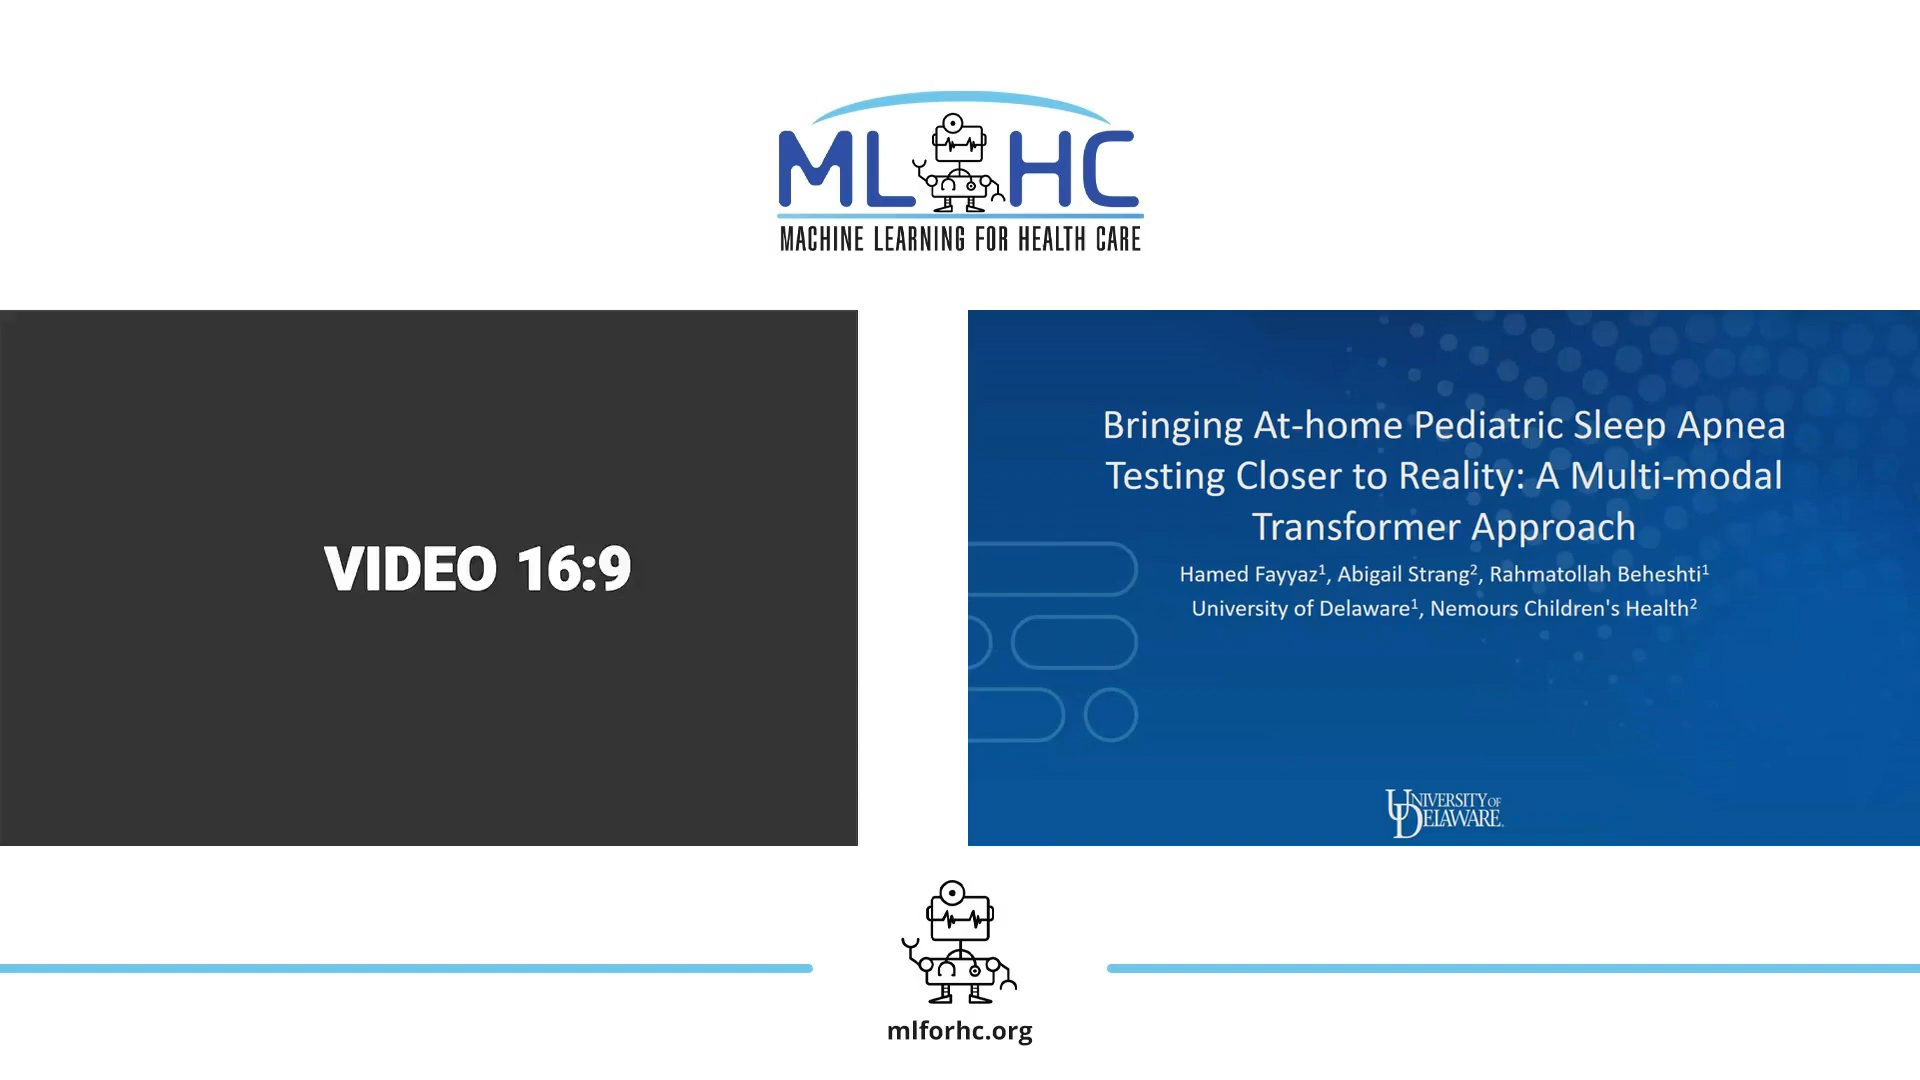 ML HC
MACHINE LEARNING FOR HEALTH CARE
VIDEO 16:9
Bringing At-home Pediatric Sleep Apnea
Testing Closer to Reality: A Multi-modal
Transformer Approach
Hamed Fayyaz¹, Abigail Strang², Rahmatollah Beheshti¹
University of Delaware¹, Nemours Children's Health²
UNIVERSITY OF
DELAWARE.
mlforhc.org